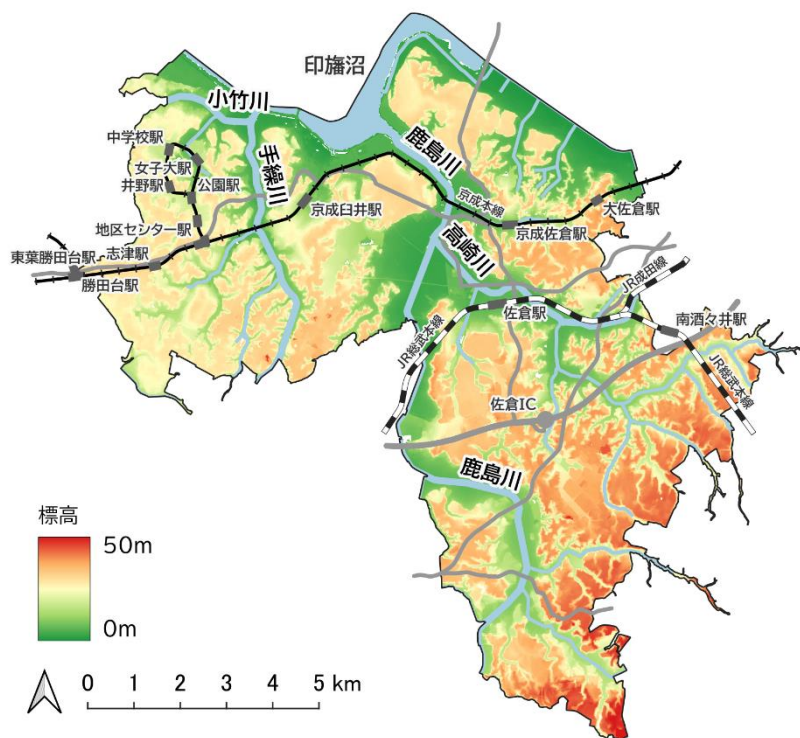 印旛沼
小竹川
中学校駅
女子大駅
井野駅
公園駅
手繰川
鹿島川
京成本線
大佐倉駅
京成臼井駅
京成佐倉駅
地区センター駅
志津駅
東葉勝田台駅
勝田台駅
高崎川
JR成田線
佐倉駅
南酒々井駅
JR総武本線
JR総武本線
佐倉IC
鹿島川
標高
50m
0m
0 1 2 3 4 5 km